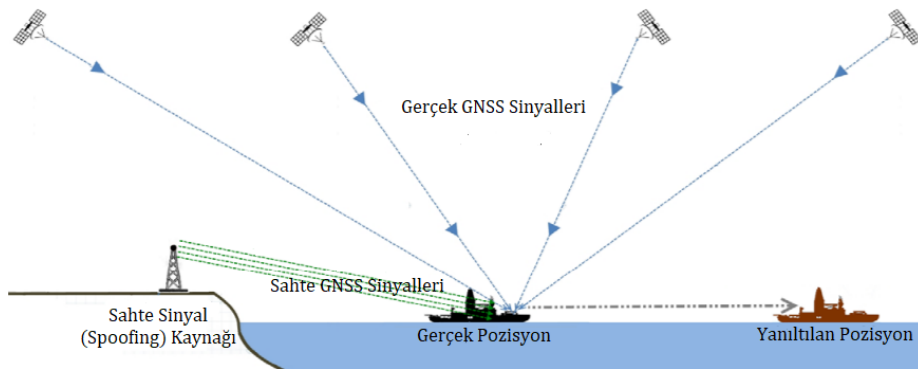 Gerçek GNSS Sinyalleri
Sahte GNSS Sinyalleri
Sahte Sinyal
(Spoofing) Kaynağı
Gerçek Pozisyon
Yanıltılan Pozisyon